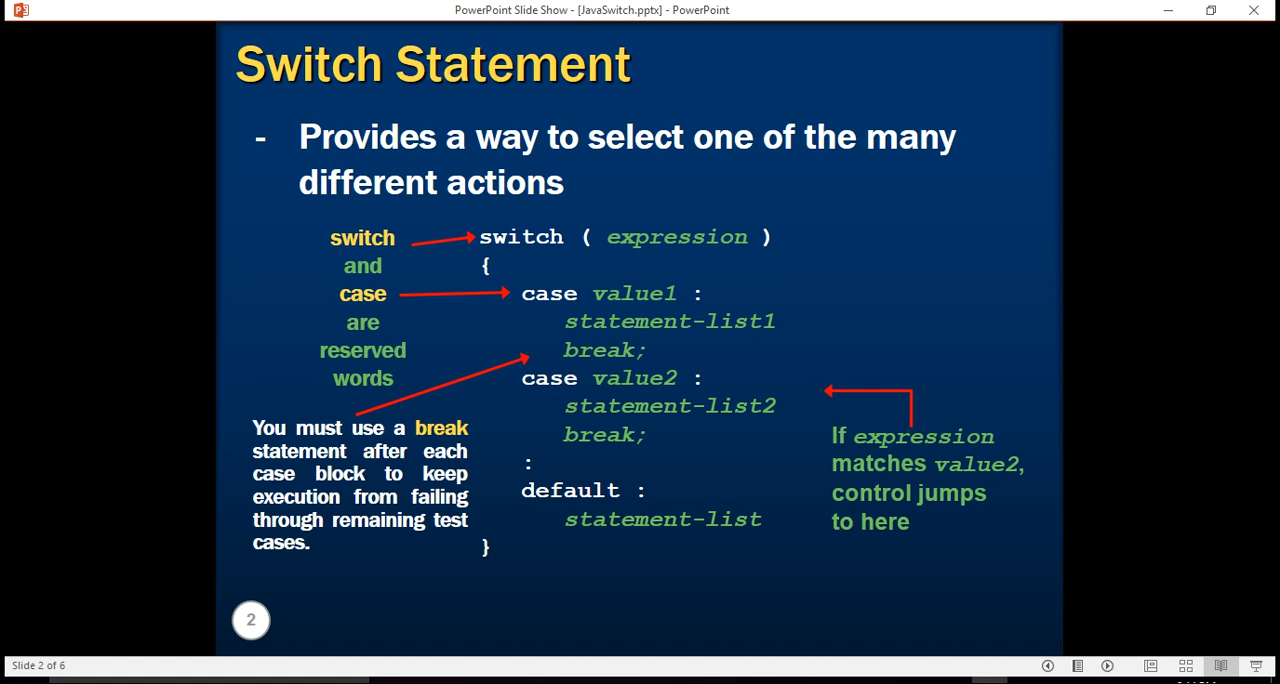 PowerPoint Slide Show - [JavaSwitch.pptx] - PowerPoint
Switch Statement
- Provides a way to select one of the many
different actions
switch
and
case
are
reserved
words
You must use a break
statement after each
case block to keep
execution from failing
through remaining test
cases.
switch ( expression )
{
case value1 :
statement-list1
break;
case value2 :
statement-list2
break;
:
default :
statement-list
}
If expression
matches value2,
control jumps
to here
2
Slide 2 of 6